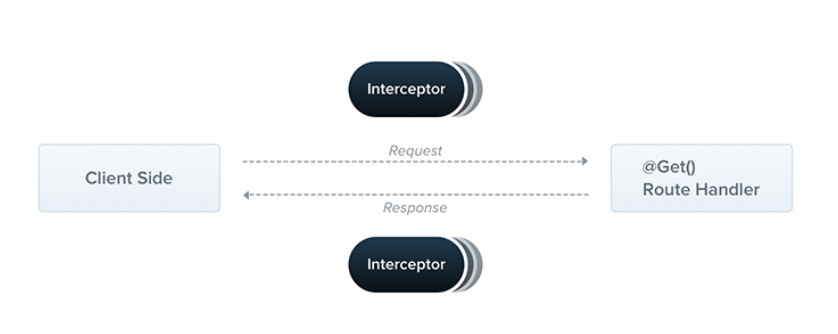 Interceptor
Request
Client Side
@Get()
Route Handler
Response
Interceptor